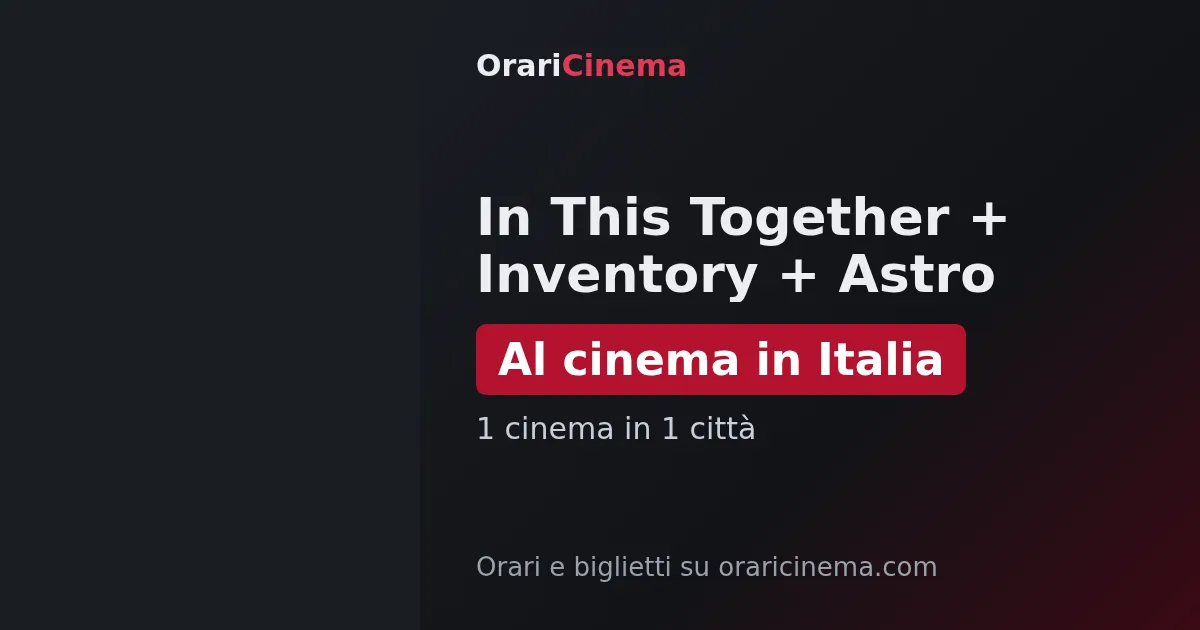 OrariCinema
In This Together +
Inventory + Astro
Al cinema in Italia
1 cinema in 1 città
Orari e biglietti su oraricinema.com